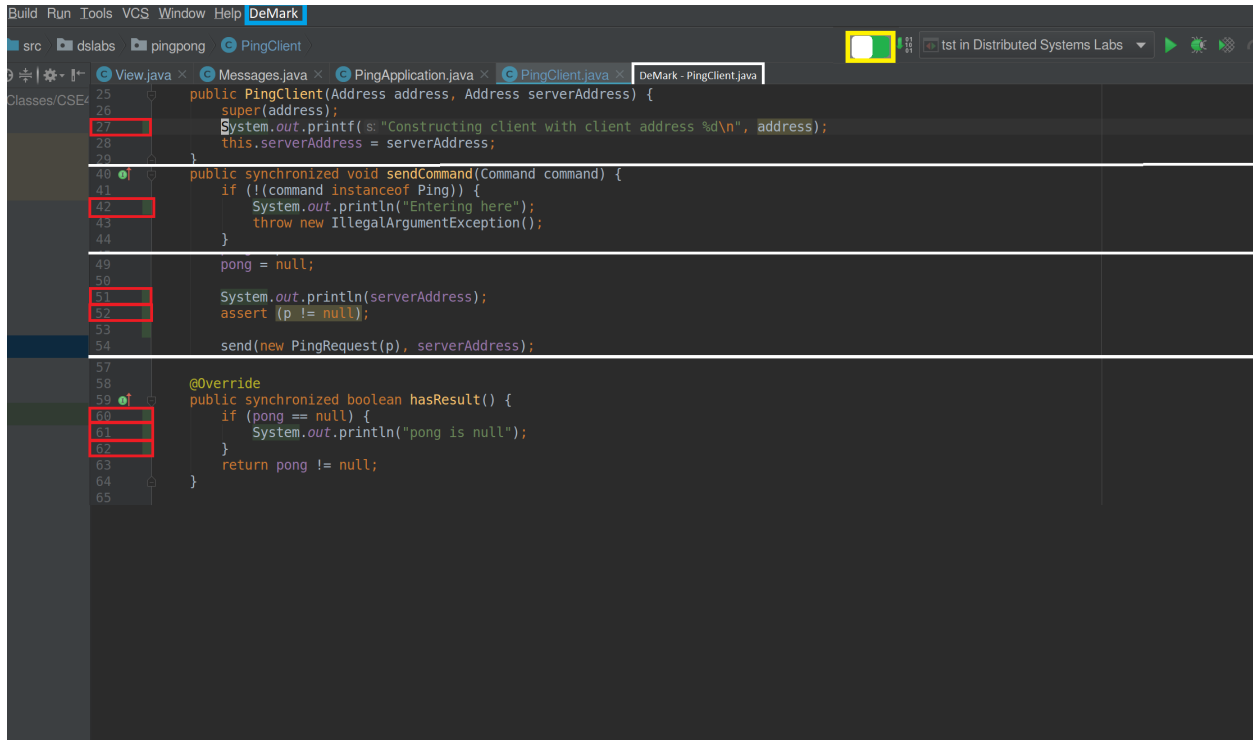 Build Run Tools VCS Window Help DeMark
src dslabs pingpong PingClient
tst in Distributed Systems Labs
View.java Messages.java PingApplication.java PingClient.java DeMark - PingClient.java
Classes/CSE4
25 public PingClient(Address address, Address serverAddress) {
26 super(address);
27 System.out.printf( s: "Constructing client with client address %d\n", address);
28 this.serverAddress = serverAddress;
29 }
40 public synchronized void sendCommand(Command command) {
41 if (!(command instanceof Ping)) {
42 System.out.println("Entering here");
43 throw new IllegalArgumentException();
44 }
49 pong = null;
50
51 System.out.println(serverAddress);
52 assert (p != null);
53
54 send(new PingRequest(p), serverAddress);
57
58 @Override
59 public synchronized boolean hasResult() {
60 if (pong == null) {
61 System.out.println("pong is null");
62 }
63 return pong != null;
64 }
65